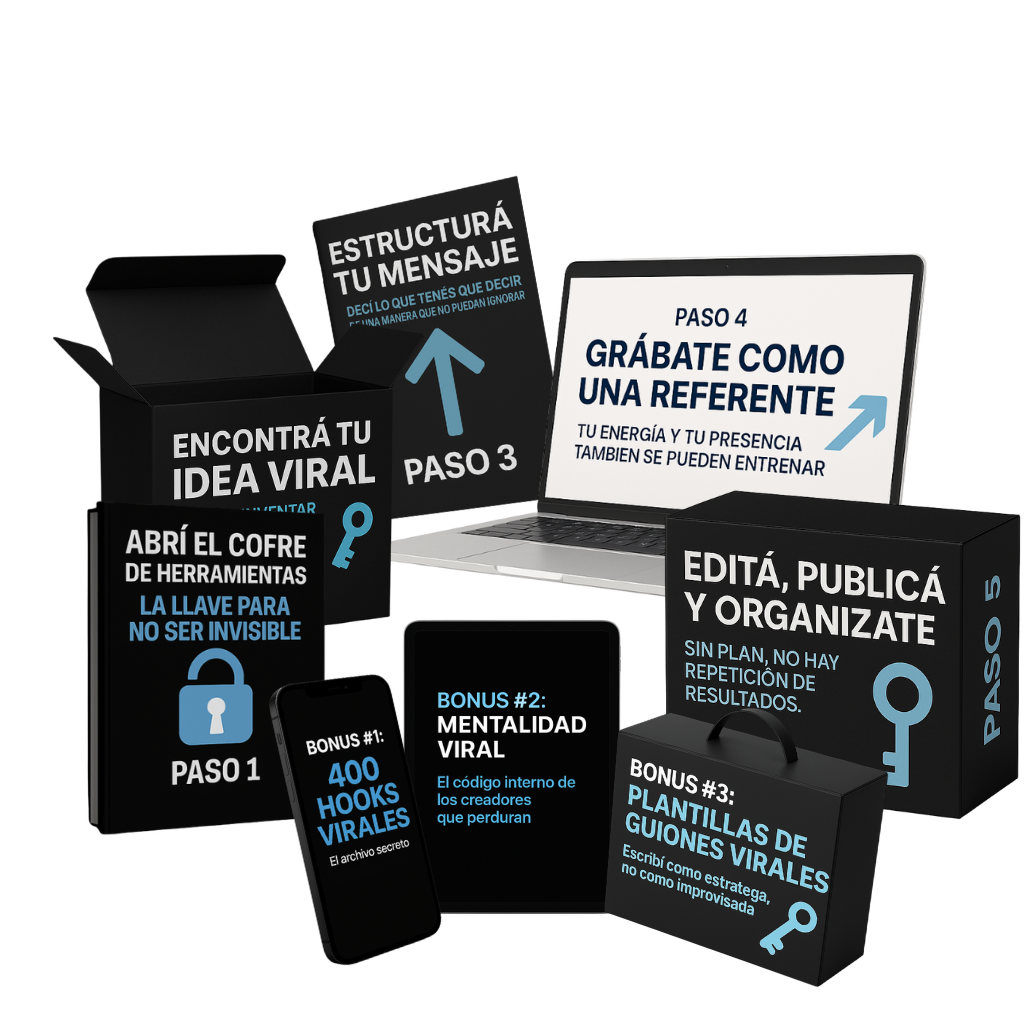 ESTRUCTURÁ
TU MENSAJE
DECÍ LO QUE TENÉS QUE DECIR
DE UNA MANERA QUE NO PUEDAN IGNORAR
PASO 3
PASO 4
GRÁBATE COMO
UNA REFERENTE
TU ENERGÍA Y TU PRESENCIA
TAMBIEN SE PUEDEN ENTRENAR
ENCONTRÁ TU
IDEA VIRAL
INVENTAR
ABRÍ EL COFRE
DE HERRAMIENTAS
LA LLAVE PARA
NO SER INVISIBLE
PASO 1
EDITÁ, PUBLICÁ
Y ORGANIZATE
SIN PLAN, NO HAY
REPETICIÓN DE
RESULTADOS.
PASO 5
BONUS #1:
400
HOOKS
VIRALES
El archivo secreto
BONUS #2:
MENTALIDAD
VIRAL
El código interno de
los creadores
que perduran
BONUS #3:
PLANTILLAS DE
GUIONES VIRALES
Escribí como estratega,
no como improvisada